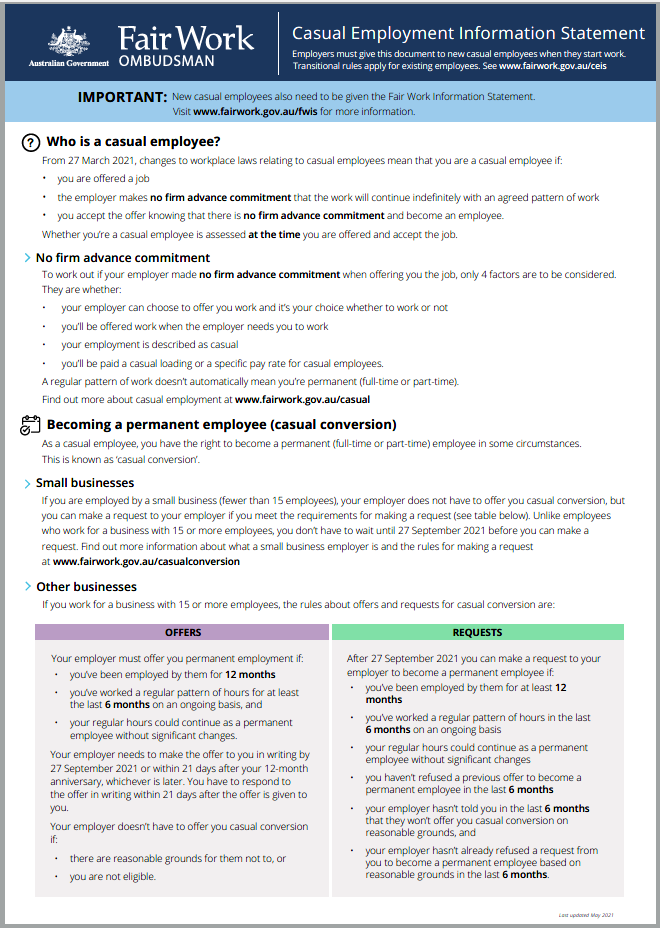 Australian Government
Fair Work
OMBUDSMAN
Casual Employment Information Statement
Employers must give this document to new casual employees when they start work.
Transitional rules apply for existing employees. See www.fairwork.gov.au/ceis
IMPORTANT: New casual employees also need to be given the Fair Work Information Statement.
Visit www.fairwork.gov.au/fwis for more information.
Who is a casual employee?
From 27 March 2021, changes to workplace laws relating to casual employees mean that you are a casual employee if:
• you are offered a job
• the employer makes no firm advance commitment that the work will continue indefinitely with an agreed pattern of work
• you accept the offer knowing that there is no firm advance commitment and become an employee.
Whether you're a casual employee is assessed at the time you are offered and accept the job.
No firm advance commitment
To work out if your employer made no firm advance commitment when offering you the job, only 4 factors are to be considered.
They are whether:
• your employer can choose to offer you work and it's your choice whether to work or not
• you'll be offered work when the employer needs you to work
• your employment is described as casual
• you'll be paid a casual loading or a specific pay rate for casual employees.
A regular pattern of work doesn't automatically mean you're permanent (full-time or part-time).
Find out more about casual employment at www.fairwork.gov.au/casual
Becoming a permanent employee (casual conversion)
As a casual employee, you have the right to become a permanent (full-time or part-time) employee in some circumstances.
This is known as 'casual conversion'.
Small businesses
If you are employed by a small business (fewer than 15 employees), your employer does not have to offer you casual conversion, but
you can make a request to your employer if you meet the requirements for making a request (see table below). Unlike employees
who work for a business with 15 or more employees, you don't have to wait until 27 September 2021 before you can make a
request. Find out more information about what a small business employer is and the rules for making a request
at www.fairwork.gov.au/casualconversion
Other businesses
If you work for a business with 15 or more employees, the rules about offers and requests for casual conversion are:
OFFERS
Your employer must offer you permanent employment if:
• you've been employed by them for 12 months
• you've worked a regular pattern of hours for at least
the last 6 months on an ongoing basis, and
• your regular hours could continue as a permanent
employee without significant changes.
Your employer needs to make the offer to you in writing by
27 September 2021 or within 21 days after your 12-month
anniversary, whichever is later. You have to respond to
the offer in writing within 21 days after the offer is given to
you.
Your employer doesn't have to offer you casual conversion
if:
• there are reasonable grounds for them not to, or
• you are not eligible.
REQUESTS
After 27 September 2021 you can make a request to your
employer to become a permanent employee if:
• you've been employed by them for at least 12
months
• you've worked a regular pattern of hours in the last
6 months on an ongoing basis
• your regular hours could continue as a permanent
employee without significant changes
• you haven't refused a previous offer to become a
permanent employee in the last 6 months
• your employer hasn't told you in the last 6 months
that they won't offer you casual conversion on
reasonable grounds, and
• your employer hasn't already refused a request from
you to become a permanent employee based on
reasonable grounds in the last 6 months.
Last updated May 2021